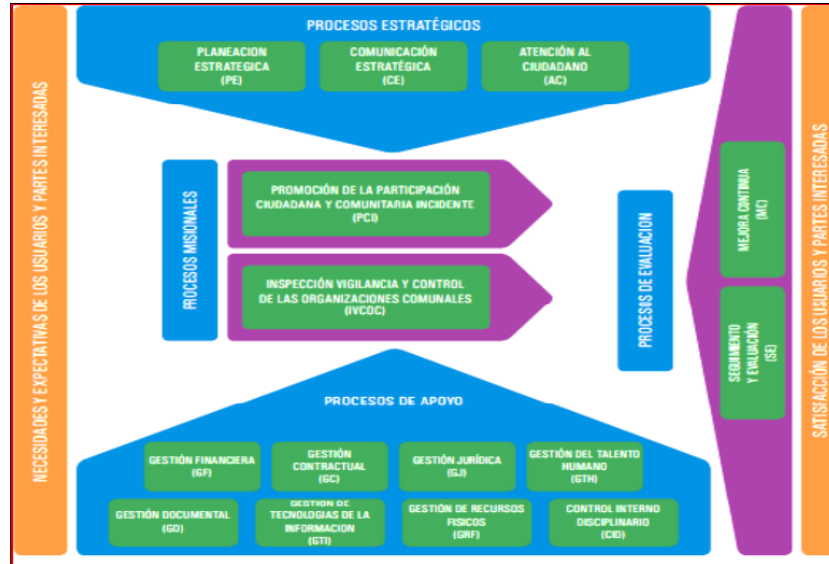 NECESIDADES Y EXPECTATIVAS DE LOS USUARIOS Y PARTES INTERESADAS
PROCESOS ESTRATÉGICOS
PLANEACION
ESTRATEGICA
(PE)
COMUNICACIÓN
ESTRATÉGICA
(CE)
ATENCIÓN AL
CIUDADANO
(AC)
PROCESOS MISIONALES
PROMOCIÓN DE LA PARTICIPACIÓN
CIUDADANA Y COMUNITARIA INCIDENTE
(PCI)
INSPECCIÓN VIGILANCIA Y CONTROL
DE LAS ORGANIZACIONES COMUNALES
(IVCOC)
PROCESOS DE EVALUACION
MEJORA CONTINUA
(MC)
SEGUIMIENTO
Y EVALUACIÓN
(SE)
PROCESOS DE APOYO
GESTIÓN FINANCIERA
(GF)
GESTIÓN
CONTRACTUAL
(GC)
GESTIÓN JURÍDICA
(GJ)
GESTIÓN DEL TALENTO
HUMANO
(GTH)
GESTIÓN DOCUMENTAL
(GD)
GESTIÓN DE
TECNOLOGIAS DE LA
INFORMACION
(GTI)
GESTIÓN DE RECURSOS
FISICOS
(GRF)
CONTROL INTERNO
DISCIPLINARIO
(CID)
SATISFACCIÓN DE LOS USUARIOS Y PARTES INTERESADAS